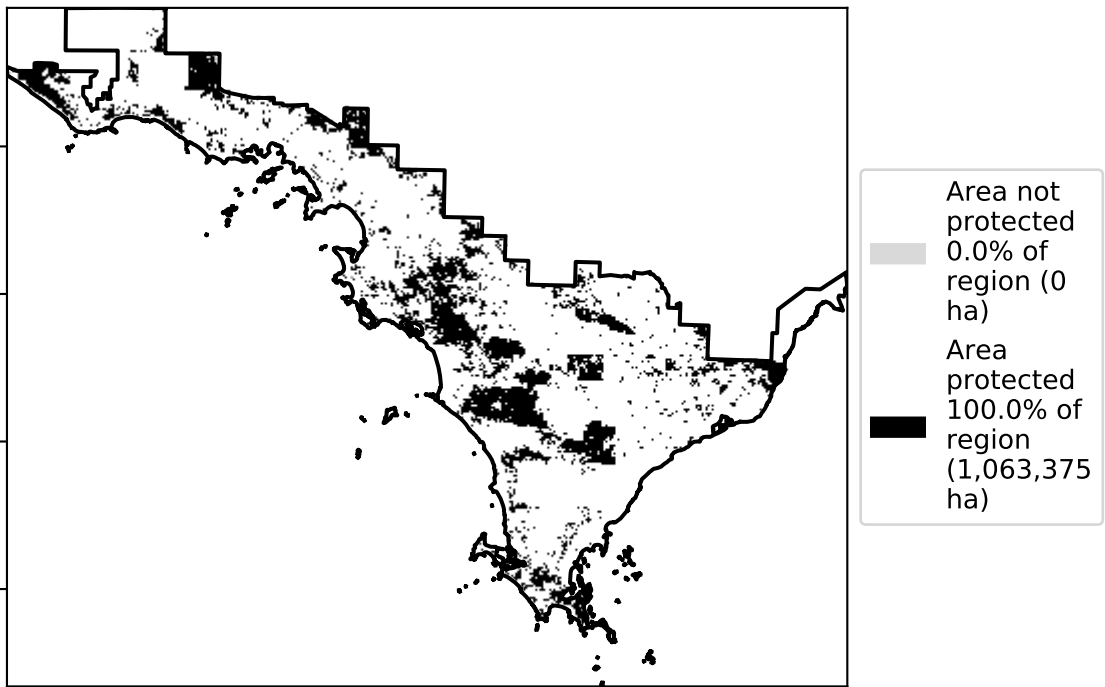 Area not
protected
0.0% of
region (0
ha)
Area
protected
100.0% of
region
(1,063,375
ha)